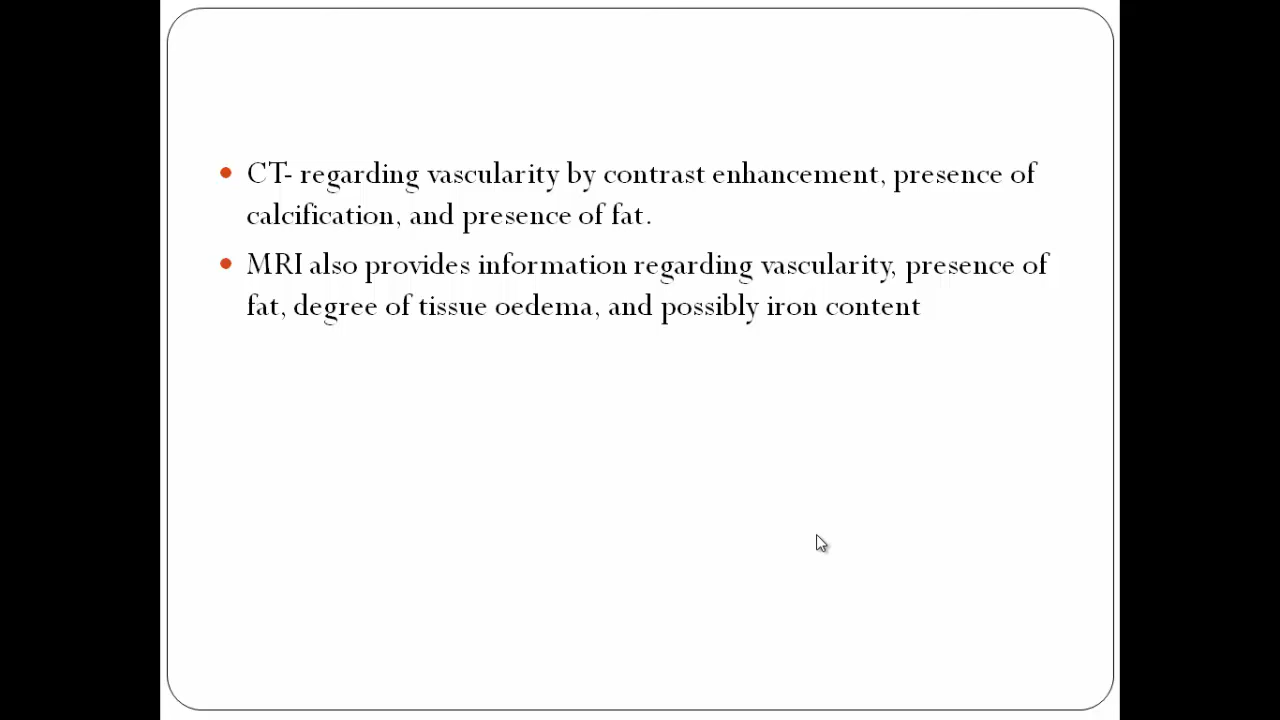 CT- regarding vascularity by contrast enhancement, presence of
calcification, and presence of fat.
MRI also provides information regarding vascularity, presence of
fat, degree of tissue oedema, and possibly iron content